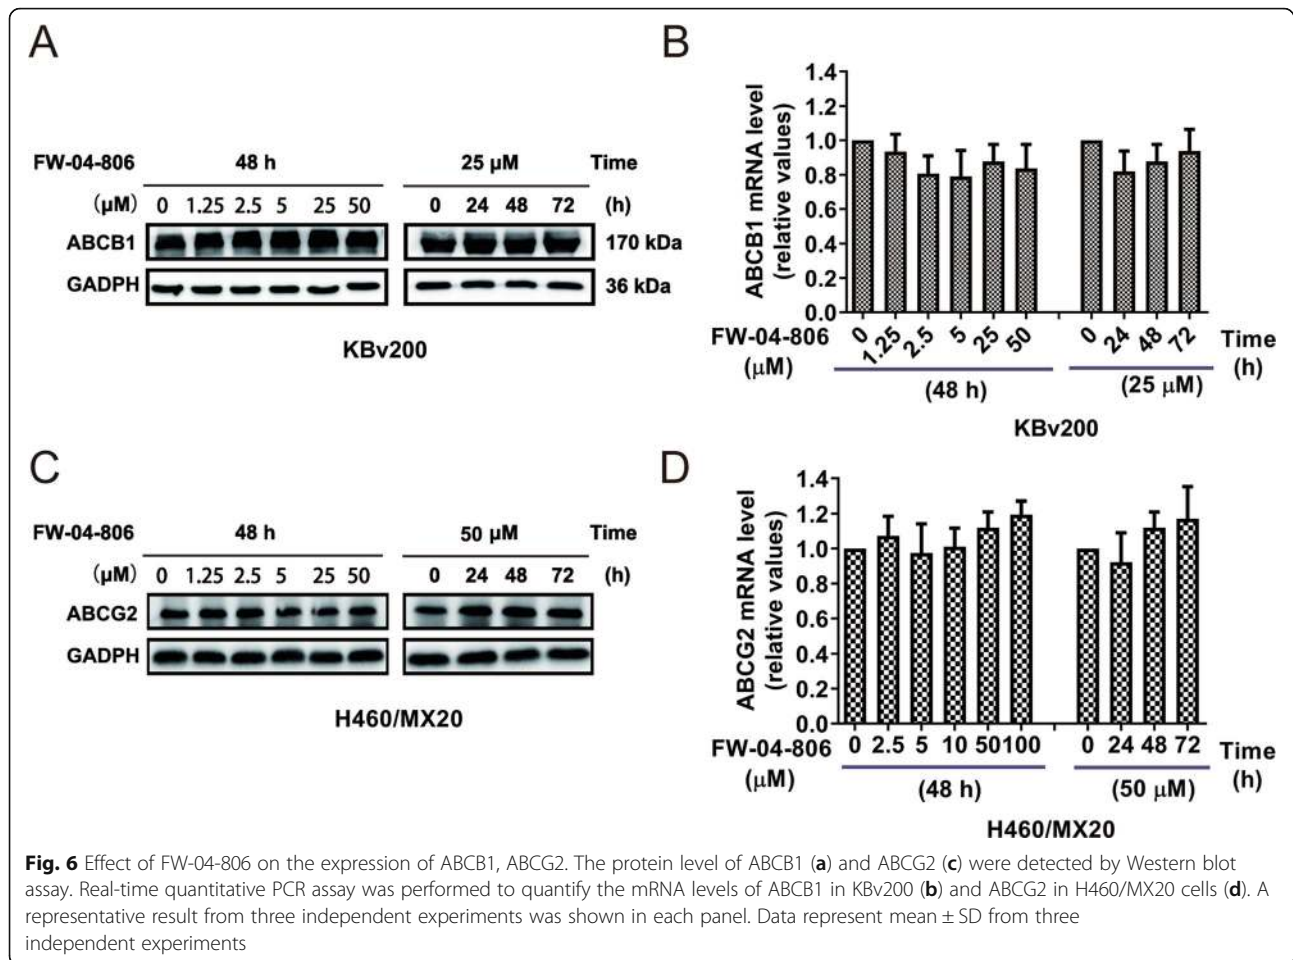 A
FW-04-806 48 h 25 µM Time
(µM) 0 1.25 2.5 5 25 50 0 24 48 72 (h)
ABCB1 170 kDa
GADPH 36 kDa
KBv200
B
ABCB1 mRNA level
(relative values)
1.4
1.2
1.0
0.8
0.6
0.4
0.2
0.0
FW-04-806 0 1.25 2.5 5 25 50 0 24 48 72 Time
(µM) (48 h) (25 µM) (h)
KBv200
C
FW-04-806 48 h 50 µM Time
(µM) 0 1.25 2.5 5 25 50 0 24 48 72 (h)
ABCG2
GADPH
H460/MX20
D
ABCG2 mRNA level
(relative values)
1.4
1.2
1.0
0.8
0.6
0.4
0.2
0.0
FW-04-806 0 2.5 5 10 50 100 0 24 48 72 Time
(µM) (48 h) (50 µM) (h)
H460/MX20
Fig. 6 Effect of FW-04-806 on the expression of ABCB1, ABCG2. The protein level of ABCB1 (a) and ABCG2 (c) were detected by Western blot
assay. Real-time quantitative PCR assay was performed to quantify the mRNA levels of ABCB1 in KBv200 (b) and ABCG2 in H460/MX20 cells (d). A
representative result from three independent experiments was shown in each panel. Data represent mean ± SD from three
independent experiments